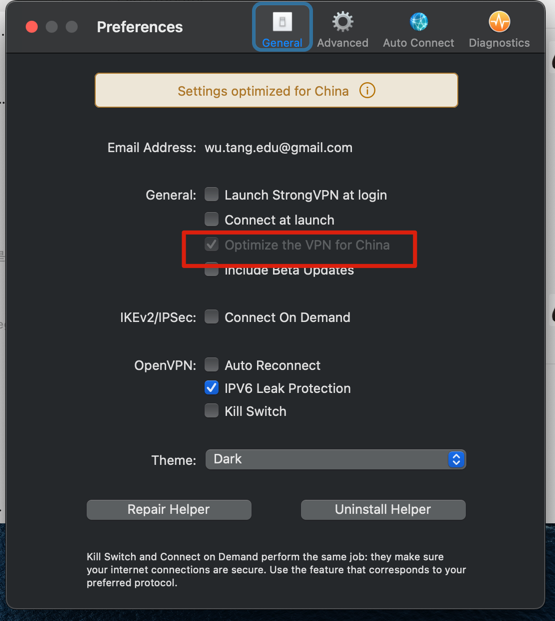 Preferences
General
Advanced
Auto Connect
Diagnostics
Settings optimized for China
Email Address: wu.tang.edu@gmail.com
General: Launch StrongVPN at login
Connect at launch
Optimize the VPN for China
Include Beta Updates
IKEv2/IPSec: Connect On Demand
OpenVPN: Auto Reconnect
IPV6 Leak Protection
Kill Switch
Theme: Dark
Repair Helper
Uninstall Helper
Kill Switch and Connect on Demand perform the same job: they make sure
your internet connections are secure. Use the feature that corresponds to your
preferred protocol.